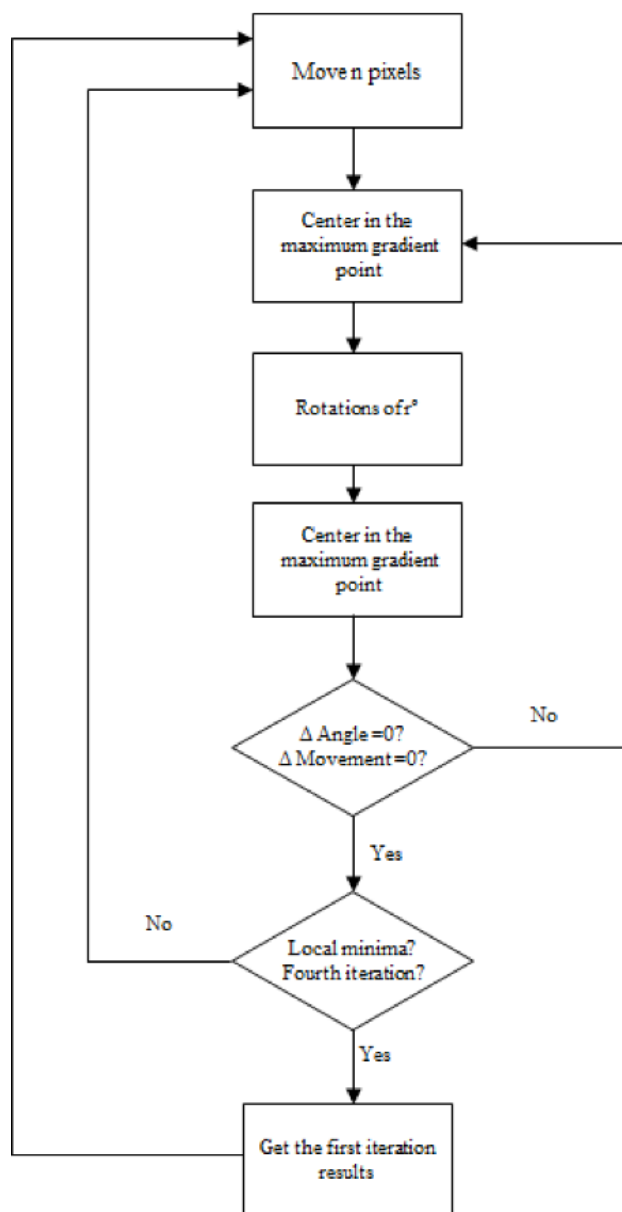 Move n pixels
Center in the
maximum gradient
point
Rotations of r°
Center in the
maximum gradient
point
Δ Angle =0?
Δ Movement =0?
No
Yes
No
Local minima?
Fourth iteration?
Yes
Get the first iteration
results